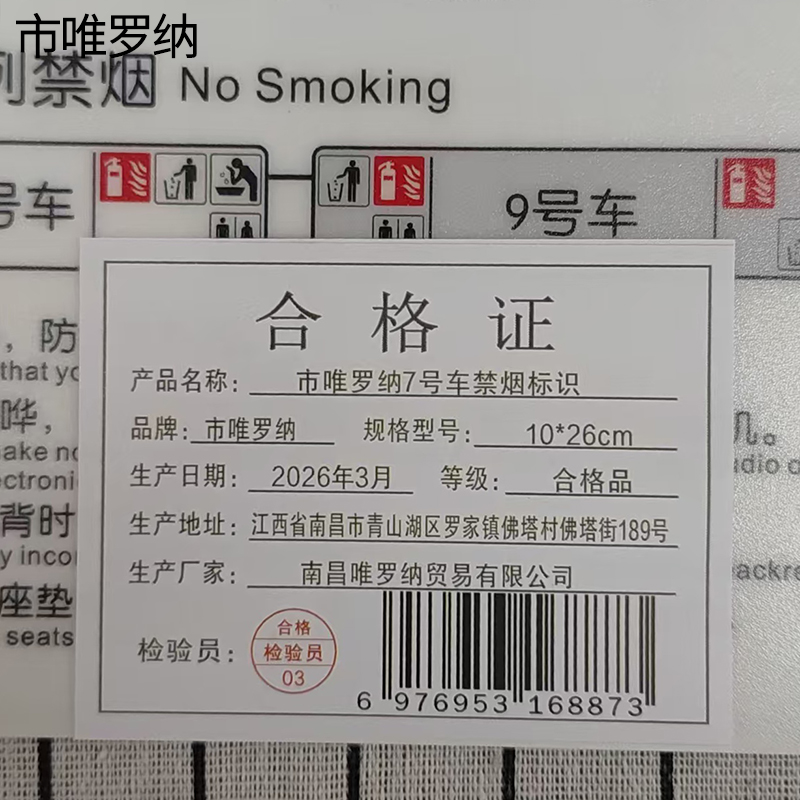 市唯罗纳
列禁烟 No Smoking
号车
9号车
，防
that yo
哗，
make no
ectroni
机。
udio o
背时
y incor
backre
座垫
seats
合格证
产品名称：市唯罗纳7号车禁烟标识
品牌：市唯罗纳 规格型号：10*26cm
生产日期：2026年3月 等级：合格品
生产地址：江西省南昌市青山湖区罗家镇佛塔村佛塔街189号
生产厂家：南昌唯罗纳贸易有限公司
检验员：
合格
检验员
03
6 976953 168873